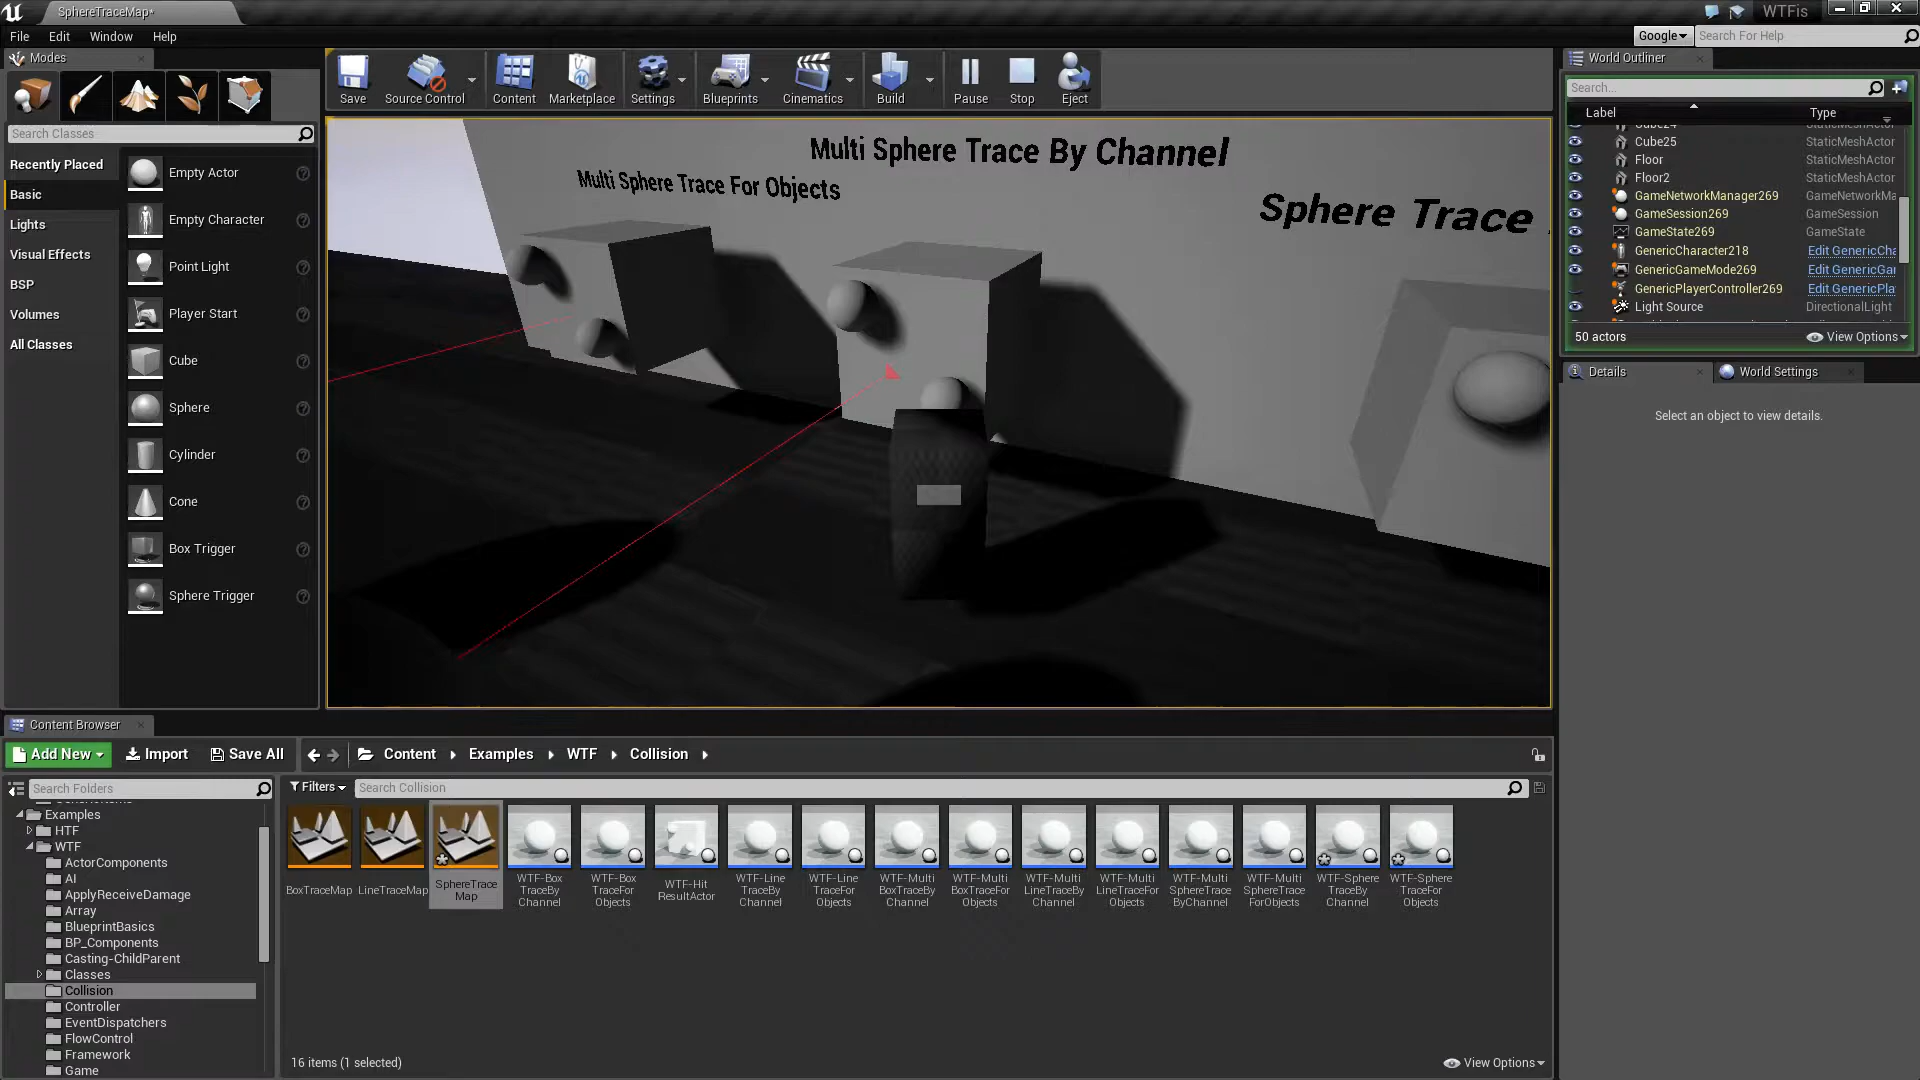 SphereTraceMap*
WTFis
File Edit Window Help
Google
Search For Help
Modes
Search Classes
Recently Placed
Basic
Lights
Visual Effects
BSP
Volumes
All Classes
Empty Actor
Empty Character
Point Light
Player Start
Cube
Sphere
Cylinder
Cone
Box Trigger
Sphere Trigger
Save
Source Control
Content
Marketplace
Settings
Blueprints
Cinematics
Build
Pause
Stop
Eject
Multi Sphere Trace By Channel
Multi Sphere Trace For Objects
Sphere Trace
World Outliner
Search...
Label Type
Cube24 StaticMeshActor
Cube25 StaticMeshActor
Floor StaticMeshActor
Floor2 StaticMeshActor
GameNetworkManager269 GameNetworkMa
GameSession269 GameSession
GameState269 GameState
GenericCharacter218 Edit GenericCha
GenericGameMode269 Edit GenericGa
GenericPlayerController269 Edit GenericPla
Light Source DirectionalLight
50 actors
View Options
Details
World Settings
Select an object to view details.
Content Browser
Add New
Import
Save All
Content
Examples
WTF
Collision
Search Folders
Filters
Search Collision
Examples
HTF
WTF
ActorComponents
AI
ApplyReceiveDamage
Array
BlueprintBasics
BP_Components
Casting-ChildParent
Classes
Collision
Controller
EventDispatchers
FlowControl
Framework
Game
BoxTraceMap
LineTraceMap
SphereTrace
Map
WTF-Box
TraceBy
Channel
WTF-Box
TraceFor
Objects
WTF-Hit
ResultActor
WTF-Line
TraceBy
Channel
WTF-Line
TraceFor
Objects
WTF-Multi
BoxTraceBy
Channel
WTF-Multi
BoxTraceFor
Objects
WTF-Multi
LineTraceBy
Channel
WTF-Multi
LineTraceFor
Objects
WTF-Multi
SphereTrace
ByChannel
WTF-Multi
SphereTrace
ForObjects
WTF-Sphere
TraceBy
Channel
WTF-Sphere
TraceFor
Objects
16 items (1 selected)
View Options